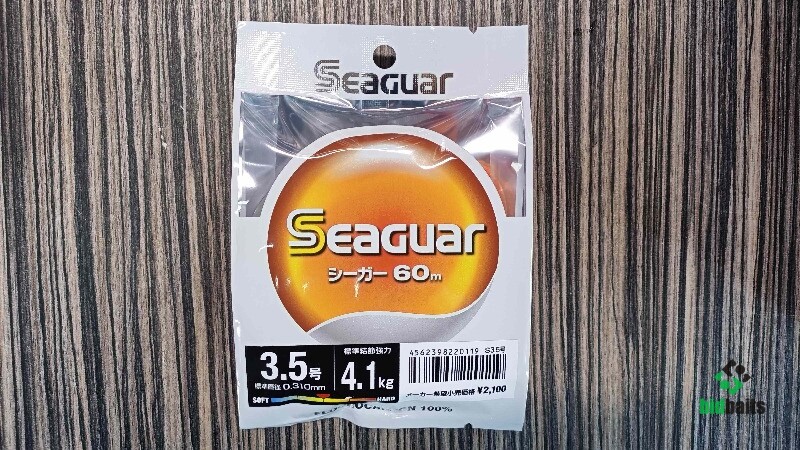 Seaguar
Seaguar
シーガー 60m
3.5号
標準直径 0.310mm
標準結節強力
4.1kg
SOFT
HARD
4562398220119 S35号
メーカー希望小売価格 ¥2,100
100%
bidbaits